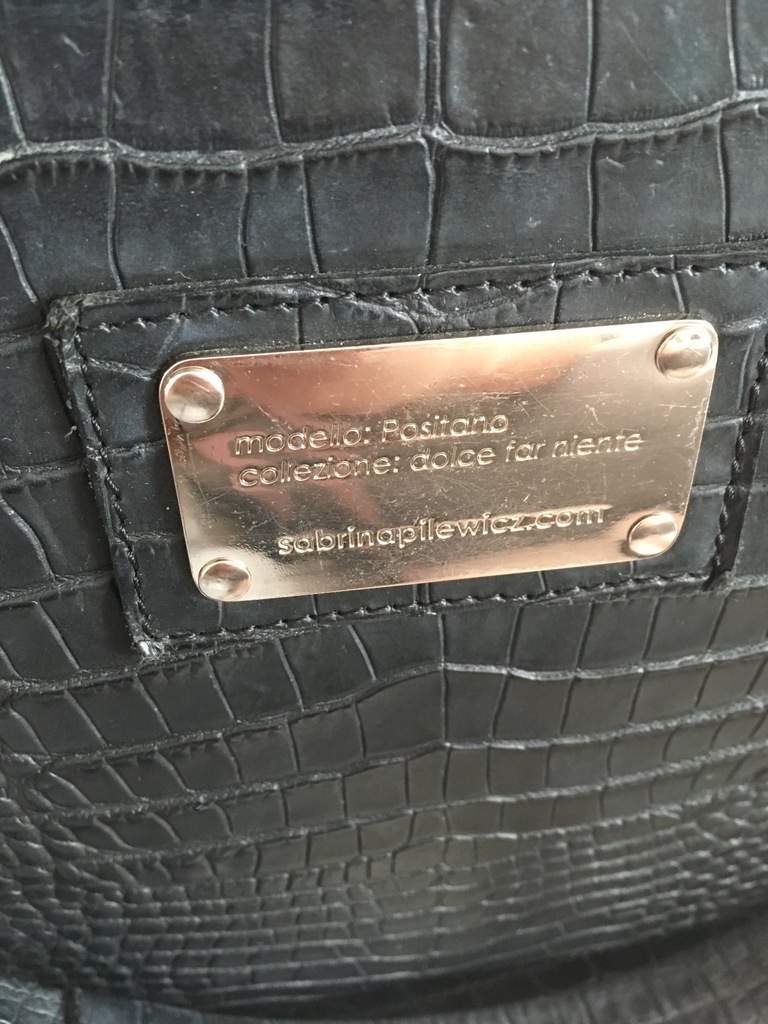 modello: Positano
collezione: dolce far niente
sabrinapilewicz.com